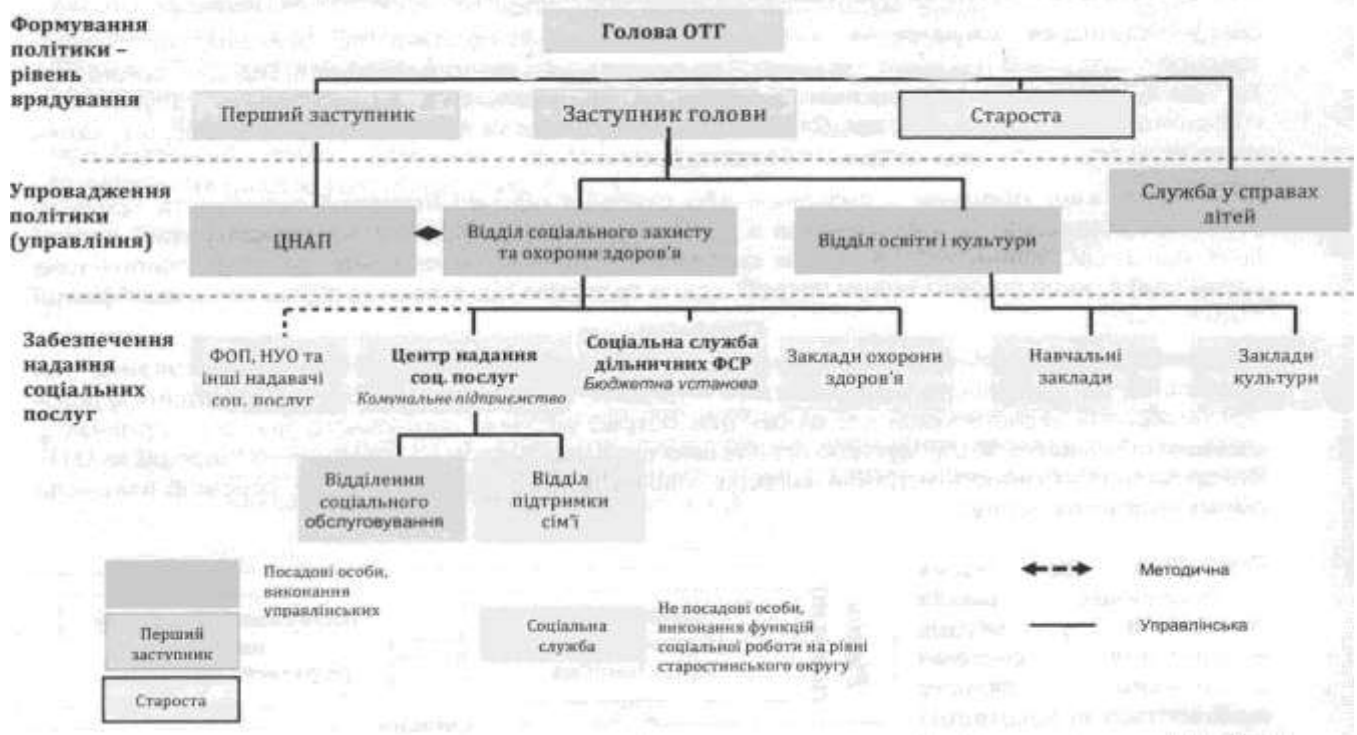 Формування
політики –
рівень
врядування
Голова ОТГ
Перший заступник
Заступник голови
Староста
Упровадження
політики
(управління)
ЦНАП
Відділ соціального захисту
та охорони здоров'я
Відділ освіти і культури
Служба у справах
літей
Забезпечення
надання
соціальних
послуг
ФОП, НУО та
інші надавачі
соц. послуг
Центр надання
соц. послуг
Комунальне підприємство
Соціальна служба
дільничних ФСР
Бюджетна установа
Заклади охорони
здоров'я
Навчальні
заклади
Заклади
культури
Відділення
соціального
обслуговування
Відділ
підтримки
сім'ї
Посадові особи,
виконання
управлінських
Перший
заступник
Староста
Соціальна
служба
Не посадові особи,
виконання функцій
соціальної роботи на рівні
старостинського округу
Методична
Управлінська